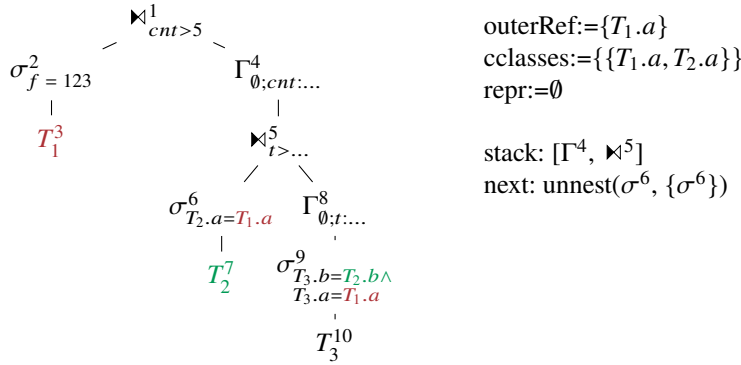 ⧑¹cnt>5
σ²f = 123
Γ⁴∅;cnt:...
T₁³
⧑⁵t>...
σ⁶T₂.a=T₁.a
Γ⁸∅;t:...
T₂⁷
σ⁹T₃.b=T₂.b∧
T₃.a=T₁.a
T₃¹⁰
outerRef:={T₁.a}
cclasses:={{T₁.a, T₂.a}}
repr:=∅
stack: [Γ⁴, ⧑⁵]
next: unnest(σ⁶, {σ⁶})